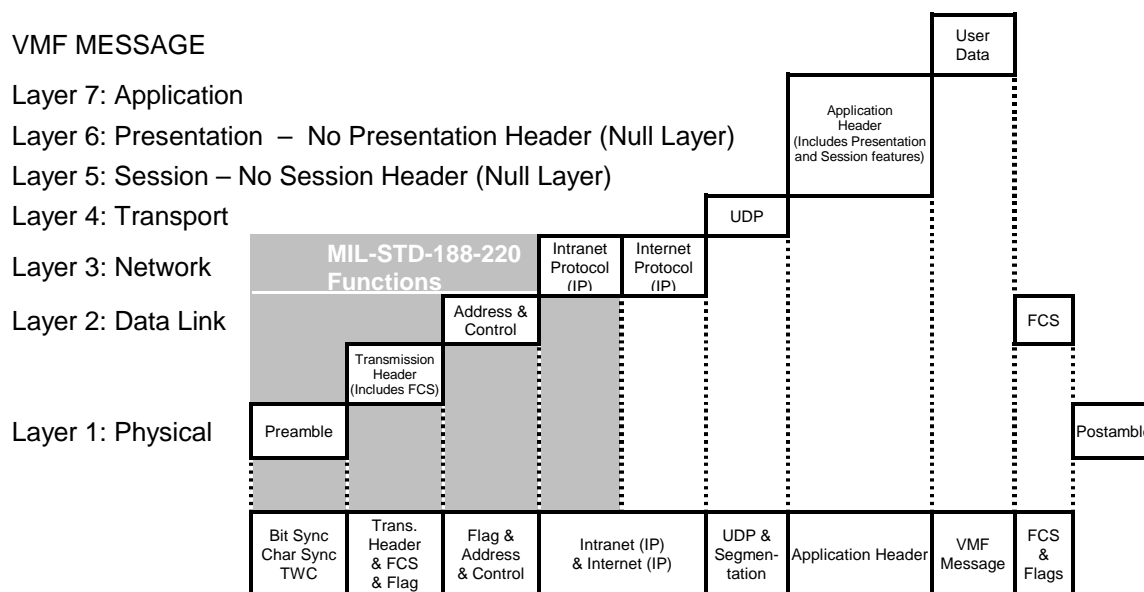 User
Data
VMF MESSAGE
Layer 7: Application
Application
Header
(Includes Presentation
and Session features)
Layer 6: Presentation – No Presentation Header (Null Layer)
Layer 5: Session – No Session Header (Null Layer)
Layer 4: Transport
UDP
MIL-STD-188-220
Functions
Layer 3: Network
Intranet
Protocol
(IP)
Internet
Protocol
(IP)
Layer 2: Data Link
Address &
Control
FCS
Transmission
Header
(Includes FCS)
Layer 1: Physical
Preamble
Postamble
Bit Sync
Char Sync
TWC
Trans.
Header
& FCS
& Flag
Flag &
Address
& Control
Intranet (IP)
& Internet (IP)
UDP &
Segmen-
tation
Application Header
VMF
Message
FCS
&
Flags